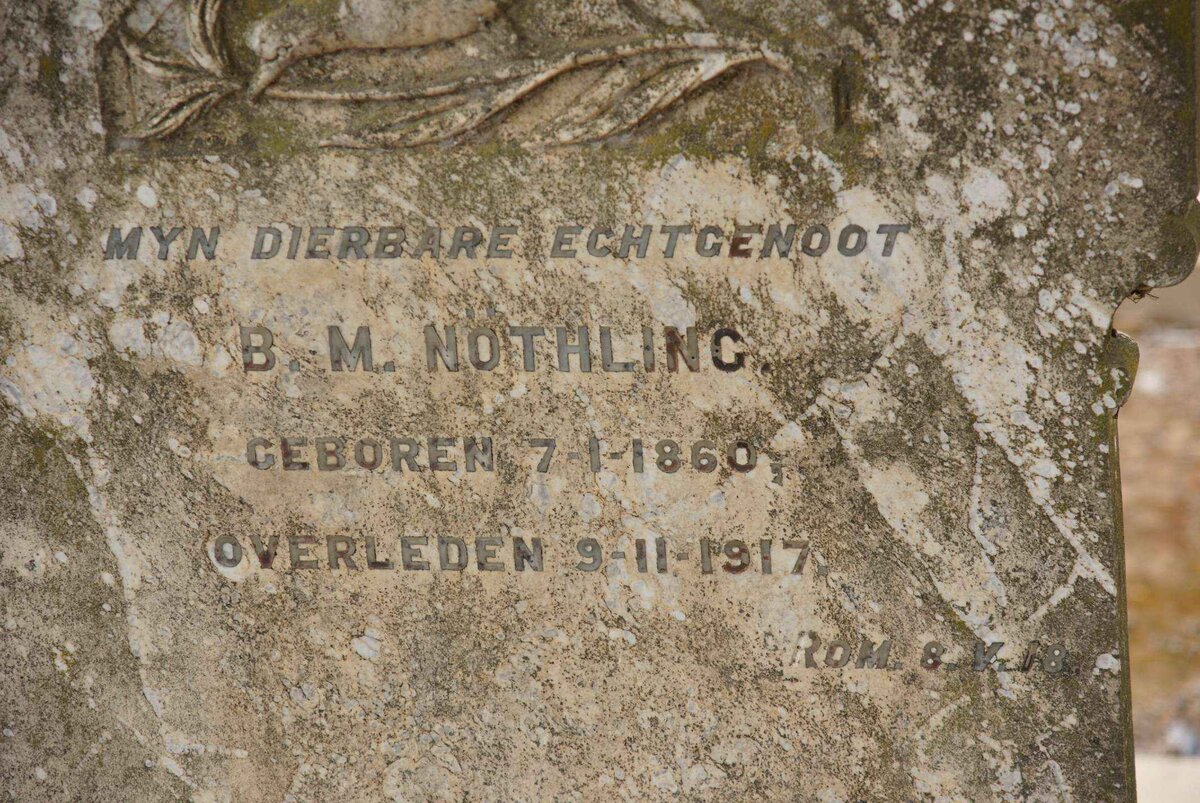 MYN DIERBARE ECHTGENOOT
B. M. NÖTHLING.
GEBOREN 7-1-1860,
OVERLEDEN 9-11-1917.
ROM. 8. V. 18